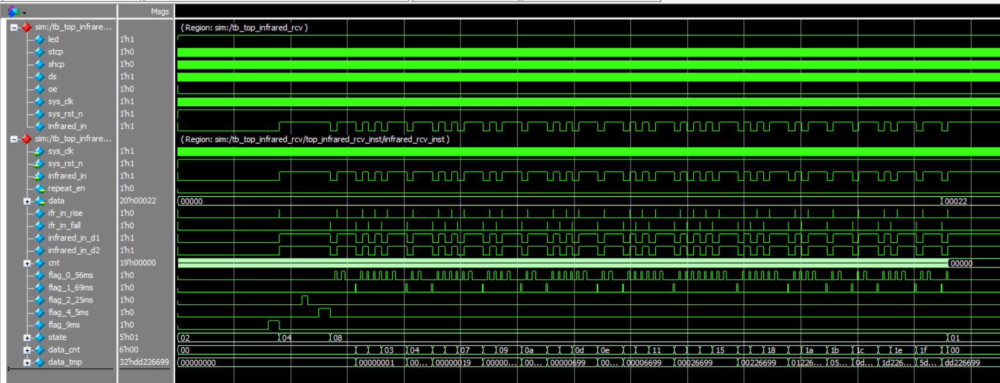 Msgs
sim:/tb_top_infrare... (Region: sim:/tb_top_infrared_rcv )
led 1'h1
stcp 1'h0
shcp 1'h0
ds 1'h1
oe 1'h0
sys_clk 1'h1
sys_rst_n 1'h1
infrared_in 1'h1
sim:/tb_top_infrare... (Region: sim:/tb_top_infrared_rcv/top_infrared_rcv_inst/infrared_rcv_inst )
sys_clk 1'h1
sys_rst_n 1'h1
infrared_in 1'h1
repeat_en 1'h0
data 20'h00022 00000 00022
ifr_in_rise 1'h0
ifr_in_fall 1'h0
infrared_in_d1 1'h1
infrared_in_d2 1'h1
cnt 19'h00000 00000
flag_0_56ms 1'h0
flag_1_69ms 1'h0
flag_2_25ms 1'h0
flag_4_5ms 1'h0
flag_9ms 1'h0
state 5'h01 02 04 08 01
data_cnt 6'h00 00 03 04 07 09 0a 0d 0e 11 15 18 1a 1b 1c 1e 1f 00
data_tmp 32'hdd226699 00000000 00000001 00... 00000019 00000... 00... 00000699 00... 00006699 00026699 00226699 01226... 05... 0d... 1d226... 5d... dd226699